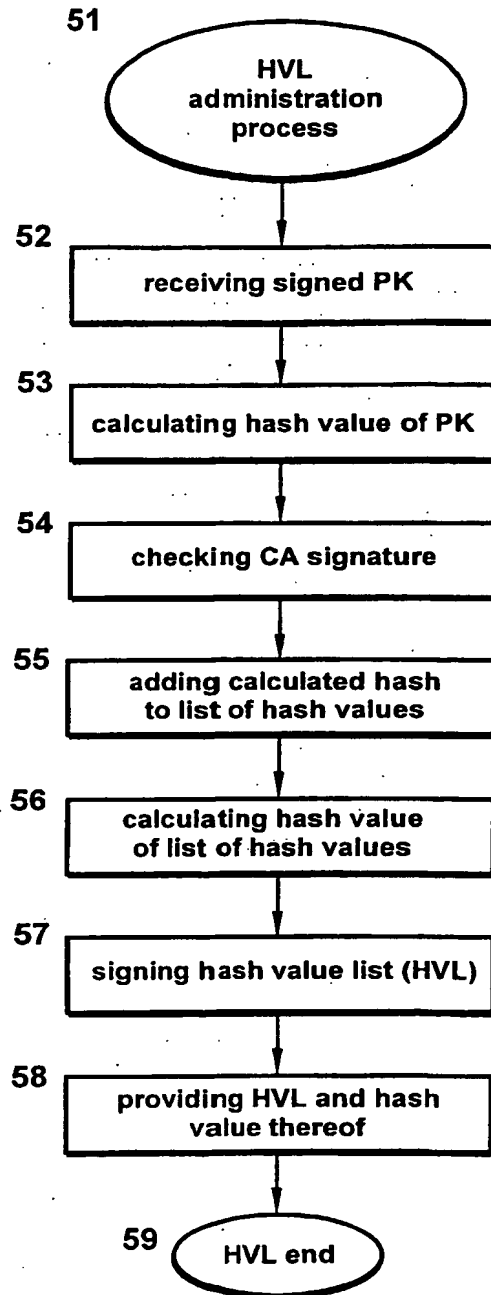 51
HVL
administration
process
52
receiving signed PK
53
calculating hash value of PK
54
checking CA signature
55
adding calculated hash
to list of hash values
56
calculating hash value
of list of hash values
57
signing hash value list (HVL)
58
providing HVL and hash
value thereof
59
HVL end